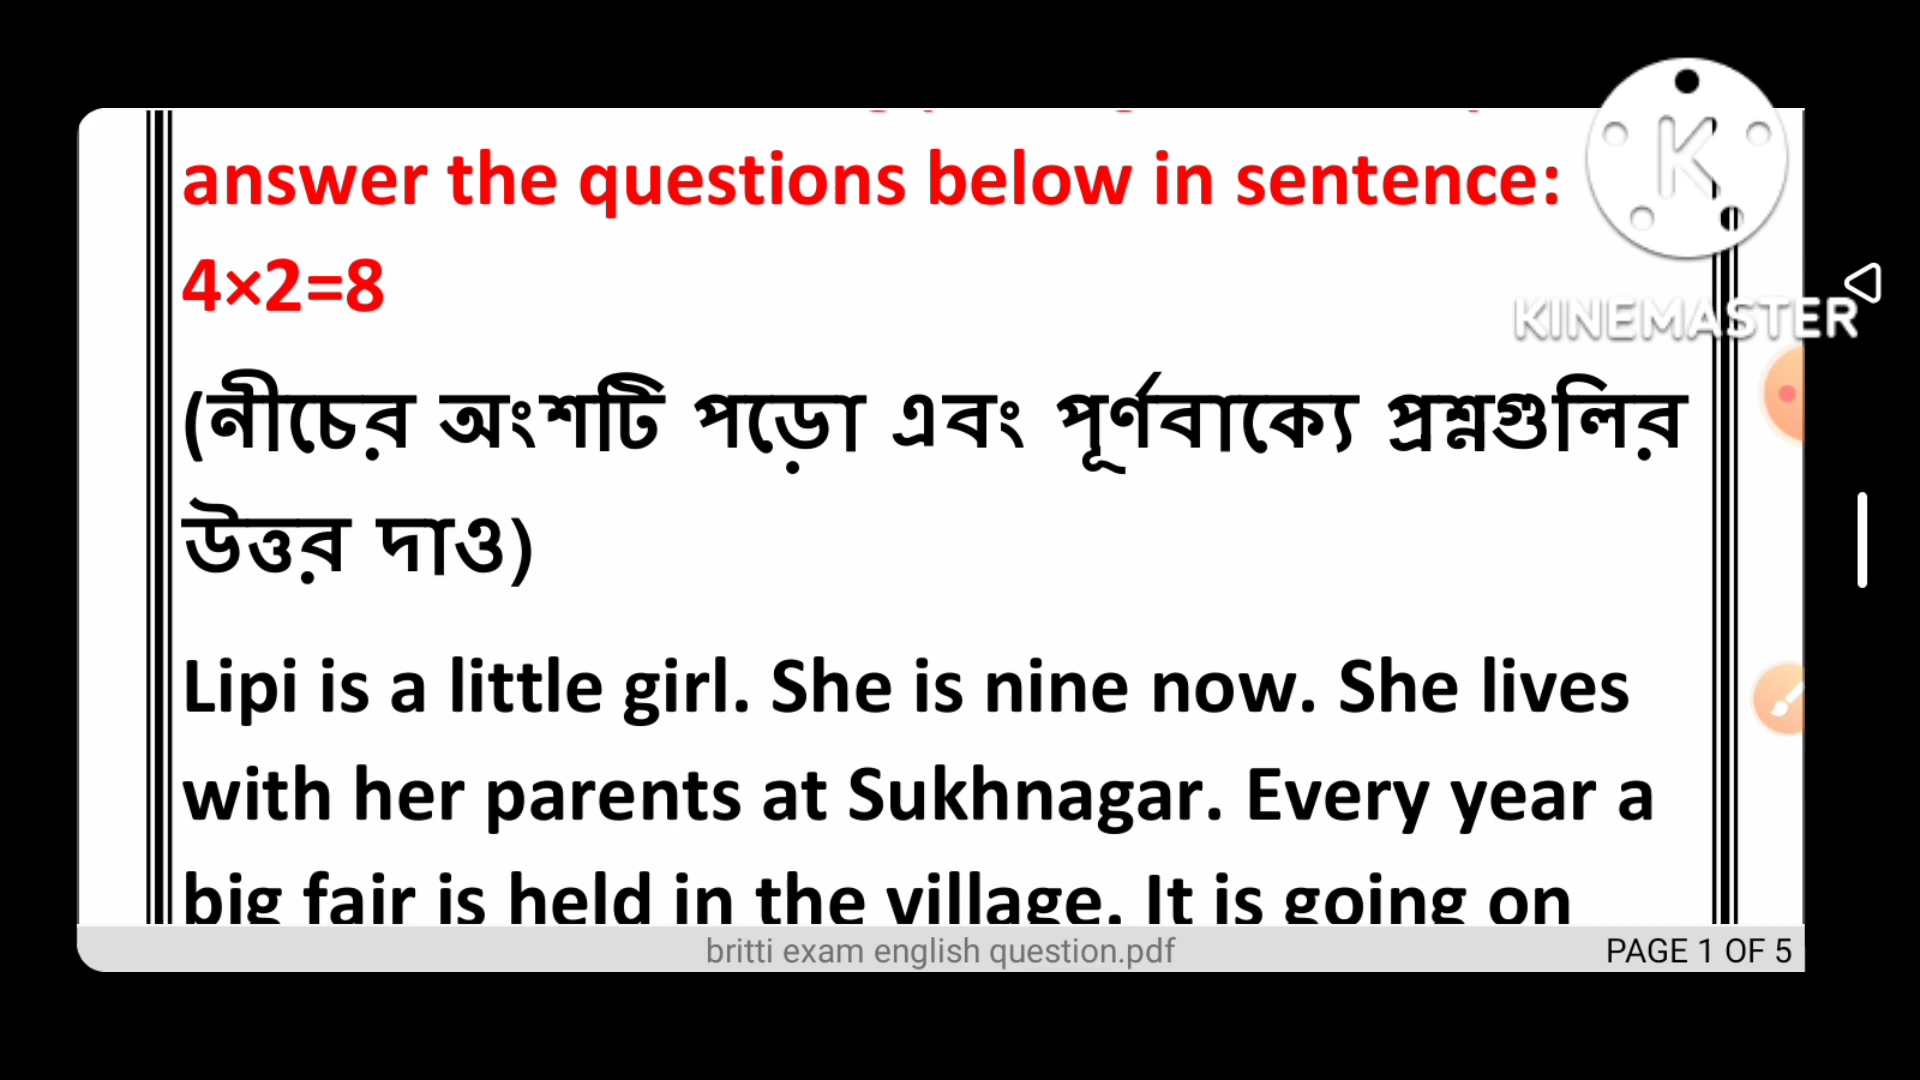 answer the questions below in sentence:
4×2=8
(নীচের অংশটি পড়ো এবং পূর্ণবাক্যে প্রশ্নগুলির
উত্তর দাও)
Lipi is a little girl. She is nine now. She lives
with her parents at Sukhnagar. Every year a
big fair is held in the village. It is going on
britti exam english question.pdf
PAGE 1 OF 5
K
KINEMASTER